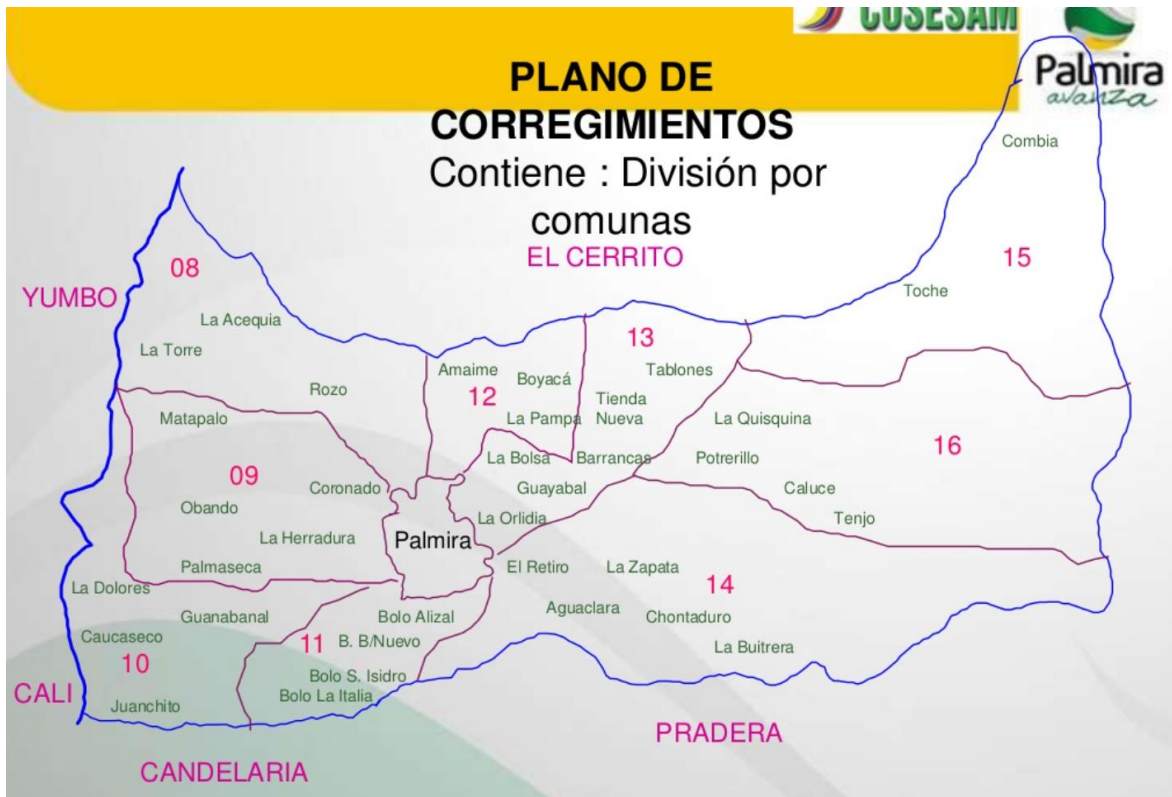 COSESAM
Palmira
avanza
PLANO DE
CORREGIMIENTOS
Contiene : División por
comunas
EL CERRITO
Combia
15
Toche
08
YUMBO
La Acequia
La Torre
Rozo
13
Amaime
Boyacá
Tablones
12
Tienda
Nueva
La Pampa
La Quisquina
Matapalo
16
La Bolsa
Barrancas
Potrerillo
09
Coronado
Guayabal
Caluce
Obando
La Orlidia
Tenjo
La Herradura
Palmira
Palmaseca
El Retiro
La Zapata
14
La Dolores
Guanabanal
Bolo Alizal
Aguaclara
Chontaduro
Caucaseco
11
B. B/Nuevo
La Buitrera
10
Bolo S. Isidro
Bolo La Italia
CALI
Juanchito
PRADERA
CANDELARIA